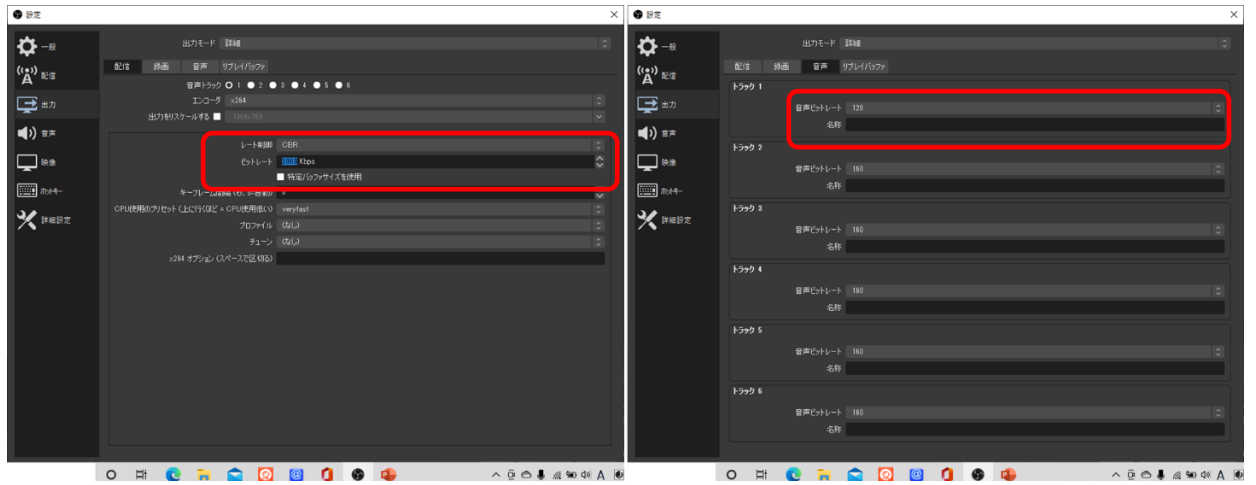 設定
一般
配信
出力
音声
映像
ホットキー
詳細設定
出力モード 詳細
配信 録画 音声 リプレイバッファ
音声トラック 1 2 3 4 5 6
エンコーダ x264
出力をリスケールする
レート制御 CBR
ビットレート Kbps
特定バッファサイズを使用
キーフレーム間隔 (秒、0=自動) 0
CPU使用のプリセット (上に行くほど = CPU使用低い) veryfast
プロファイル (なし)
チューン (なし)
x264 オプション (スペースで区切る)
A
設定
一般
配信
出力
音声
映像
ホットキー
詳細設定
出力モード 詳細
配信 録画 音声 リプレイバッファ
トラック 1
音声ビットレート 128
名称
トラック 2
音声ビットレート 160
名称
トラック 3
音声ビットレート 160
名称
トラック 4
音声ビットレート 160
名称
トラック 5
音声ビットレート 160
名称
トラック 6
音声ビットレート 160
名称
A